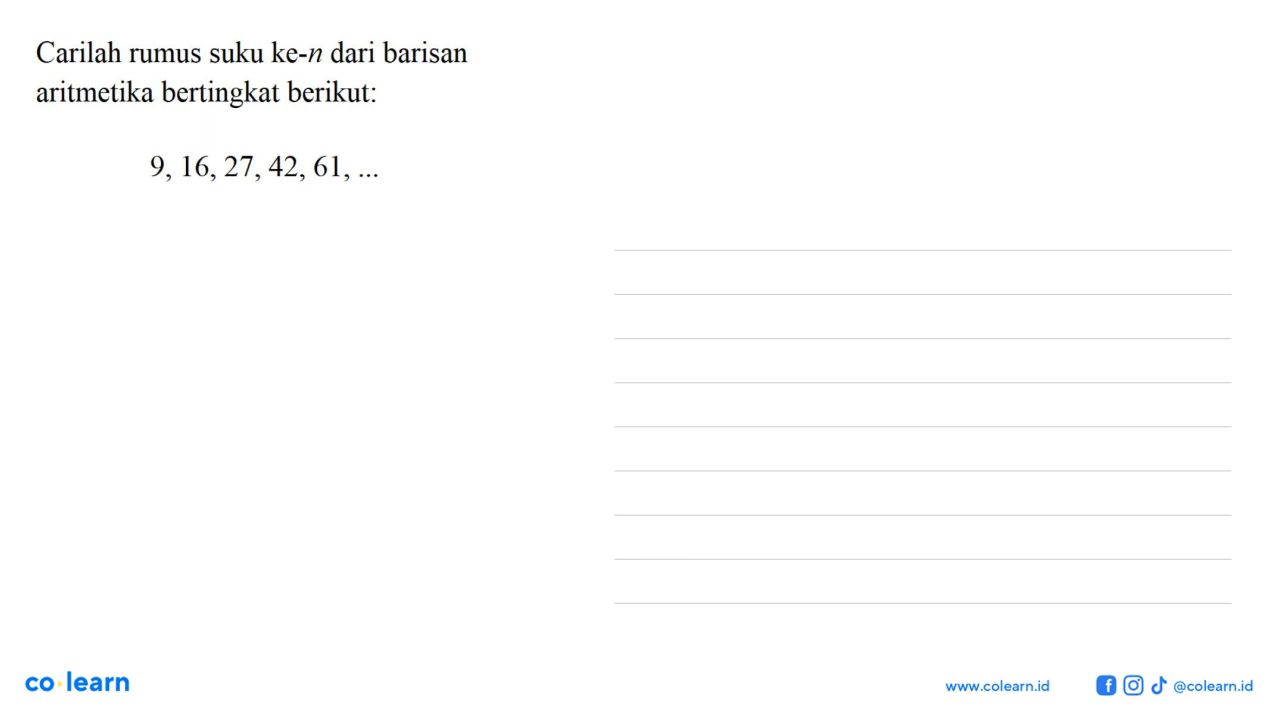 Carilah rumus suku ke-n dari barisan
aritmetika bertingkat berikut:
9, 16, 27, 42, 61, ...
co learn
www.colearn.id
@colearn.id